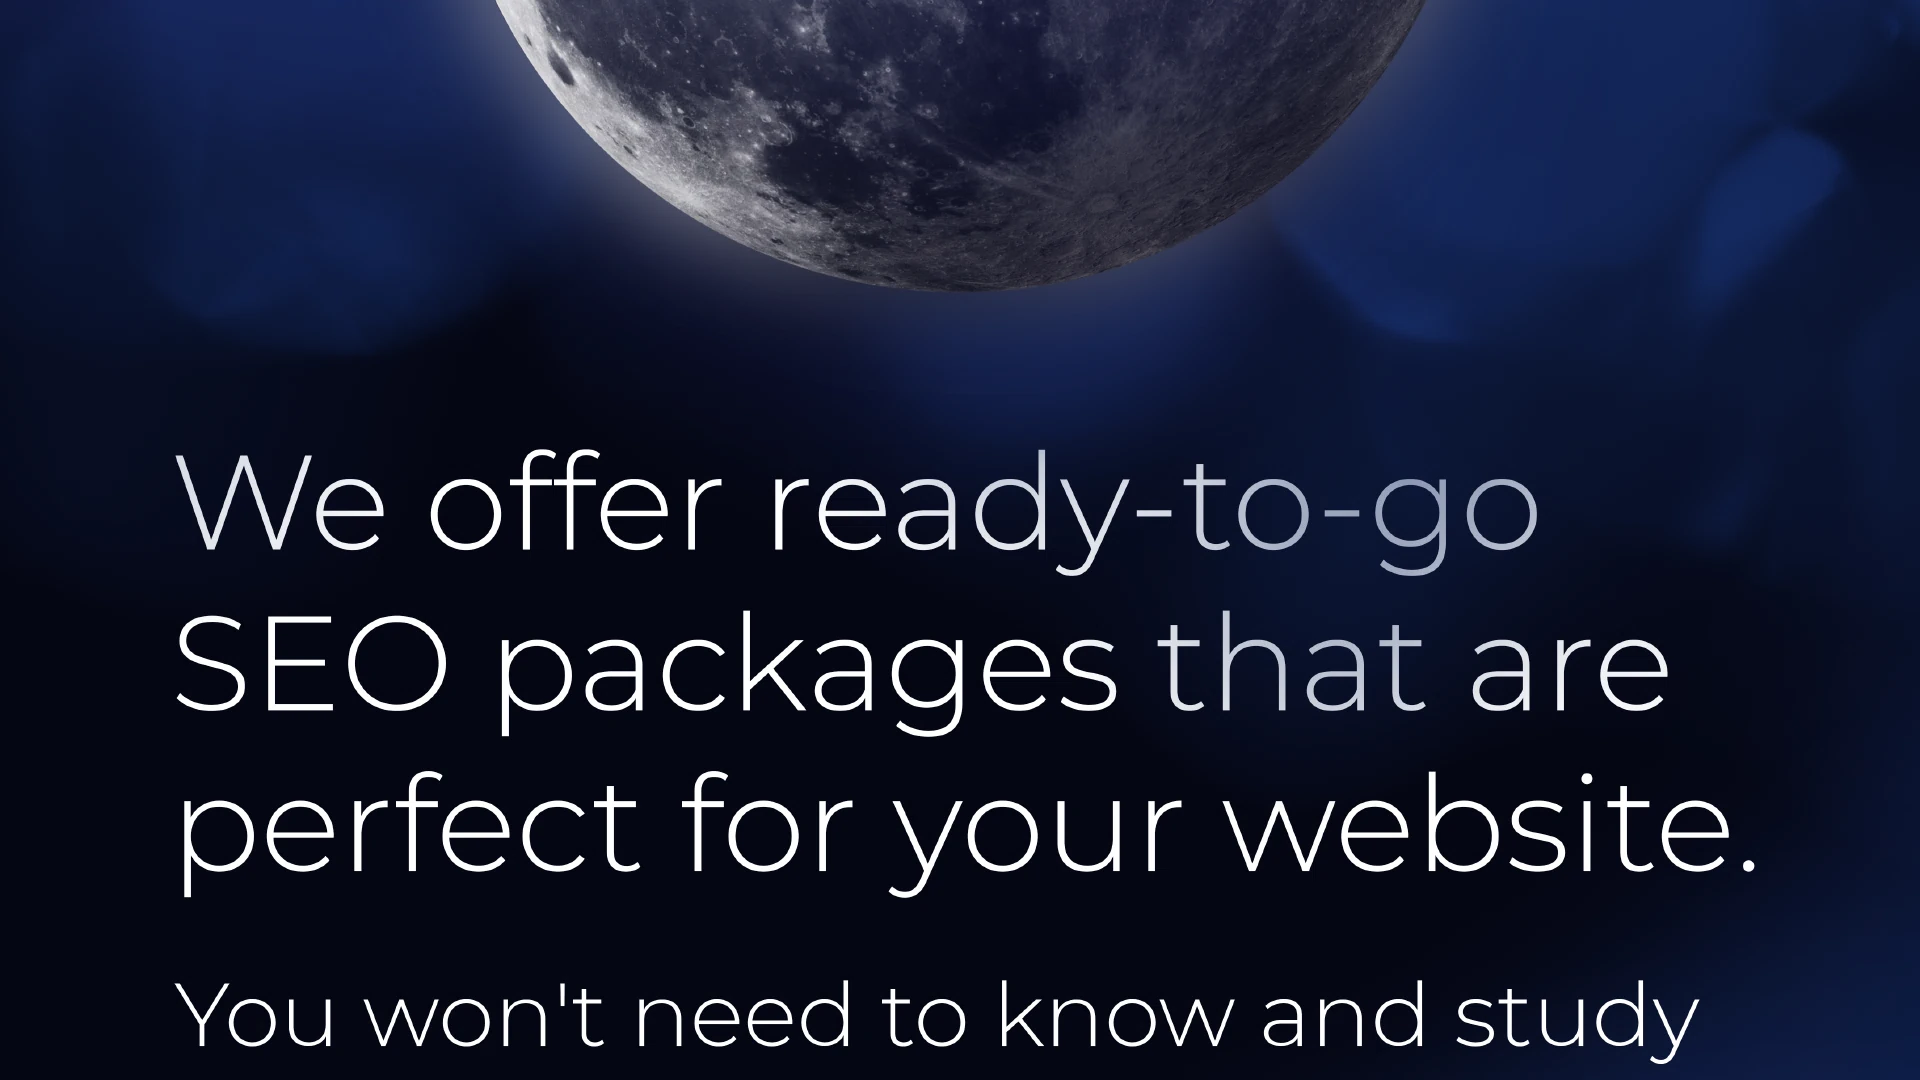 We offer ready-to-go
SEO packages that are
perfect for your website.
You won't need to know and study